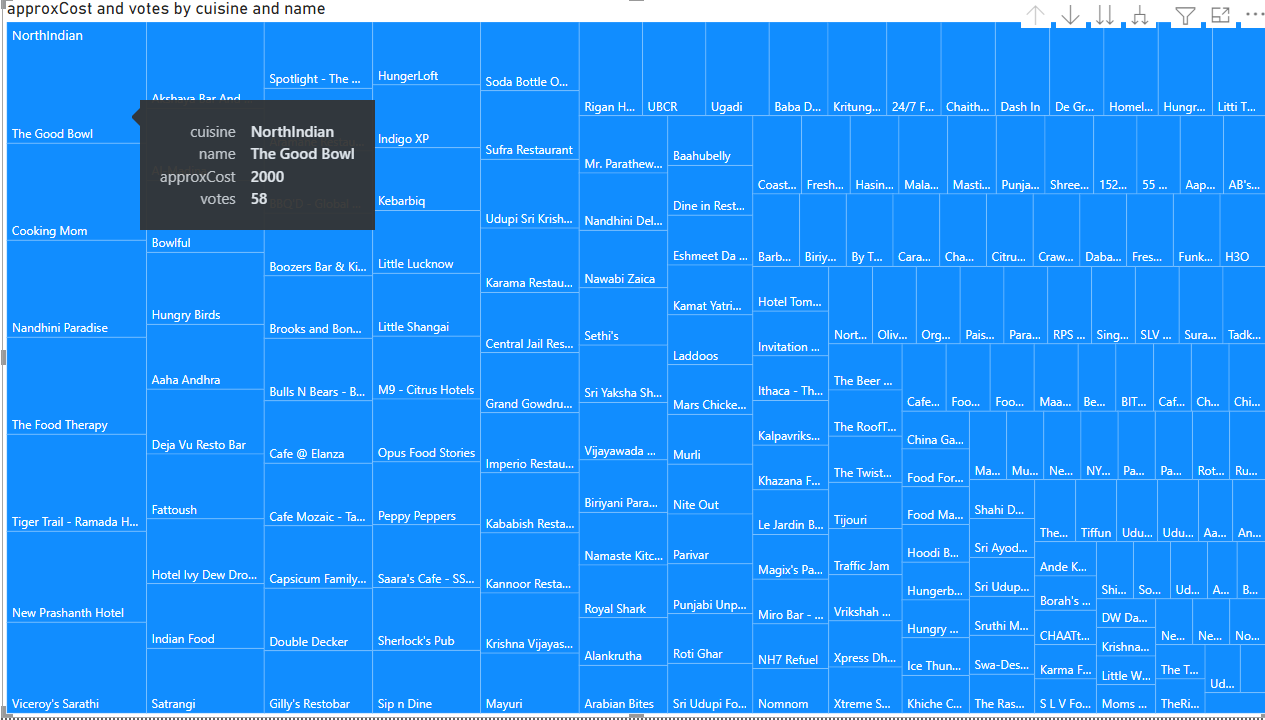 approxCost and votes by cuisine and name
NorthIndian
The Good Bowl
Cooking Mom
Nandhini Paradise
The Food Therapy
Tiger Trail - Ramada H...
New Prashanth Hotel
Viceroy's Sarathi
Akshaya Bar And
cuisine NorthIndian
name The Good Bowl
approxCost 2000
votes 58
Bowlful
Hungry Birds
Aaha Andhra
Deja Vu Resto Bar
Fattoush
Hotel Ivy Dew Dro...
Indian Food
Satrangi
Spotlight - The ...
Boozers Bar & Ki...
Brooks and Bon...
Bulls N Bears - B...
Cafe @ Elanza
Cafe Mozaic - Ta...
Capsicum Family...
Double Decker
Gilly's Restobar
HungerLoft
Indigo XP
Kebarbiq
Little Lucknow
Little Shangai
M9 - Citrus Hotels
Opus Food Stories
Peppy Peppers
Saara's Cafe - SS...
Sherlock's Pub
Sip n Dine
Soda Bottle O...
Sufra Restaurant
Udupi Sri Krish...
Karama Restau...
Central Jail Res...
Grand Gowdru...
Imperio Restau...
Kababish Resta...
Kannoor Resta...
Krishna Vijayas...
Mayuri
Rigan H...
UBCR
Ugadi
Baba D...
Kritung...
24/7 F...
Chaith...
Dash In
De Gr...
Homel...
Hungr...
Litti T...
Mr. Parathew...
Nandhini Del...
Nawabi Zaica
Sethi's
Sri Yaksha Sh...
Vijayawada ...
Biriyani Para...
Namaste Kitc...
Royal Shark
Alankrutha
Arabian Bites
Baahubelly
Dine in Rest...
Eshmeet Da ...
Kamat Yatri...
Laddoos
Mars Chicke...
Murli
Nite Out
Parivar
Punjabi Unp...
Roti Ghar
Sri Udupi Fo...
Coast...
Fresh...
Hasin...
Mala...
Masti...
Punja...
Shree...
152...
55 ...
Aap...
AB's...
Barb...
Biriy...
By T...
Cara...
Cha...
Citru...
Craw...
Daba...
Fres...
Funk...
H3O
Hotel Tom...
Invitation ...
Ithaca - Th...
Kalpavriks...
Khazana F...
Le Jardin B...
Magix's Pa...
Miro Bar - ...
NH7 Refuel
Nomnom
Nort...
Oliv...
Org...
Pais...
Para...
RPS ...
Sing...
SLV ...
Sura...
Tadk...
The Beer ...
The RoofT...
The Twist...
Tijouri
Traffic Jam
Vrikshah ...
Xpress Dh...
Xtreme S...
Cafe...
Foo...
Foo...
Maa...
Be...
BIT...
Caf...
Ch...
Chi...
China Ga...
Food For...
Food Ma...
Hoodi B...
Hungerb...
Hungry ...
Ice Thun...
Khiche C...
Ma...
Mu...
Ne...
NY...
Pa...
Pa...
Rot...
Ru...
Shahi D...
Sri Ayod...
Sri Udup...
Sruthi M...
Swa-Des...
The Ras...
The...
Tiffun
Udu...
Udu...
Aa...
An...
Ande K...
Borah's ...
CHAATt...
Karma F...
S L V Fo...
Shi...
So...
Ud...
A...
B...
DW Da...
Krishna...
Little W...
Moms ...
Ne...
Ne...
No...
The T...
TheRi...
Ud...